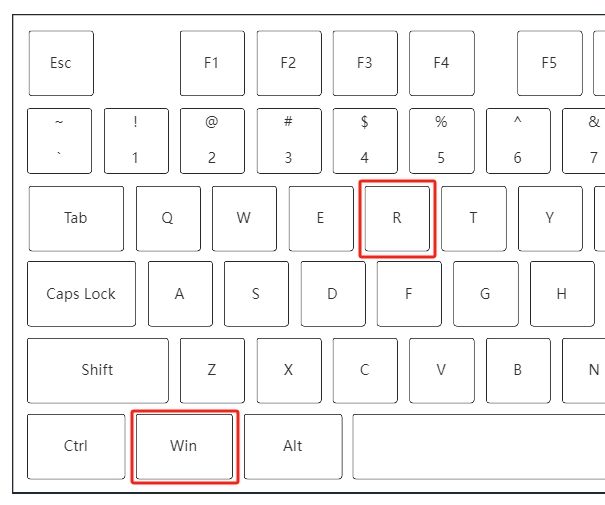 Esc F1 F2 F3 F4 F5
~ ! @ # $ % ^ &
` 1 2 3 4 5 6 7
Tab Q W E R T Y
Caps Lock A S D F G H
Shift Z X C V B N
Ctrl Win Alt